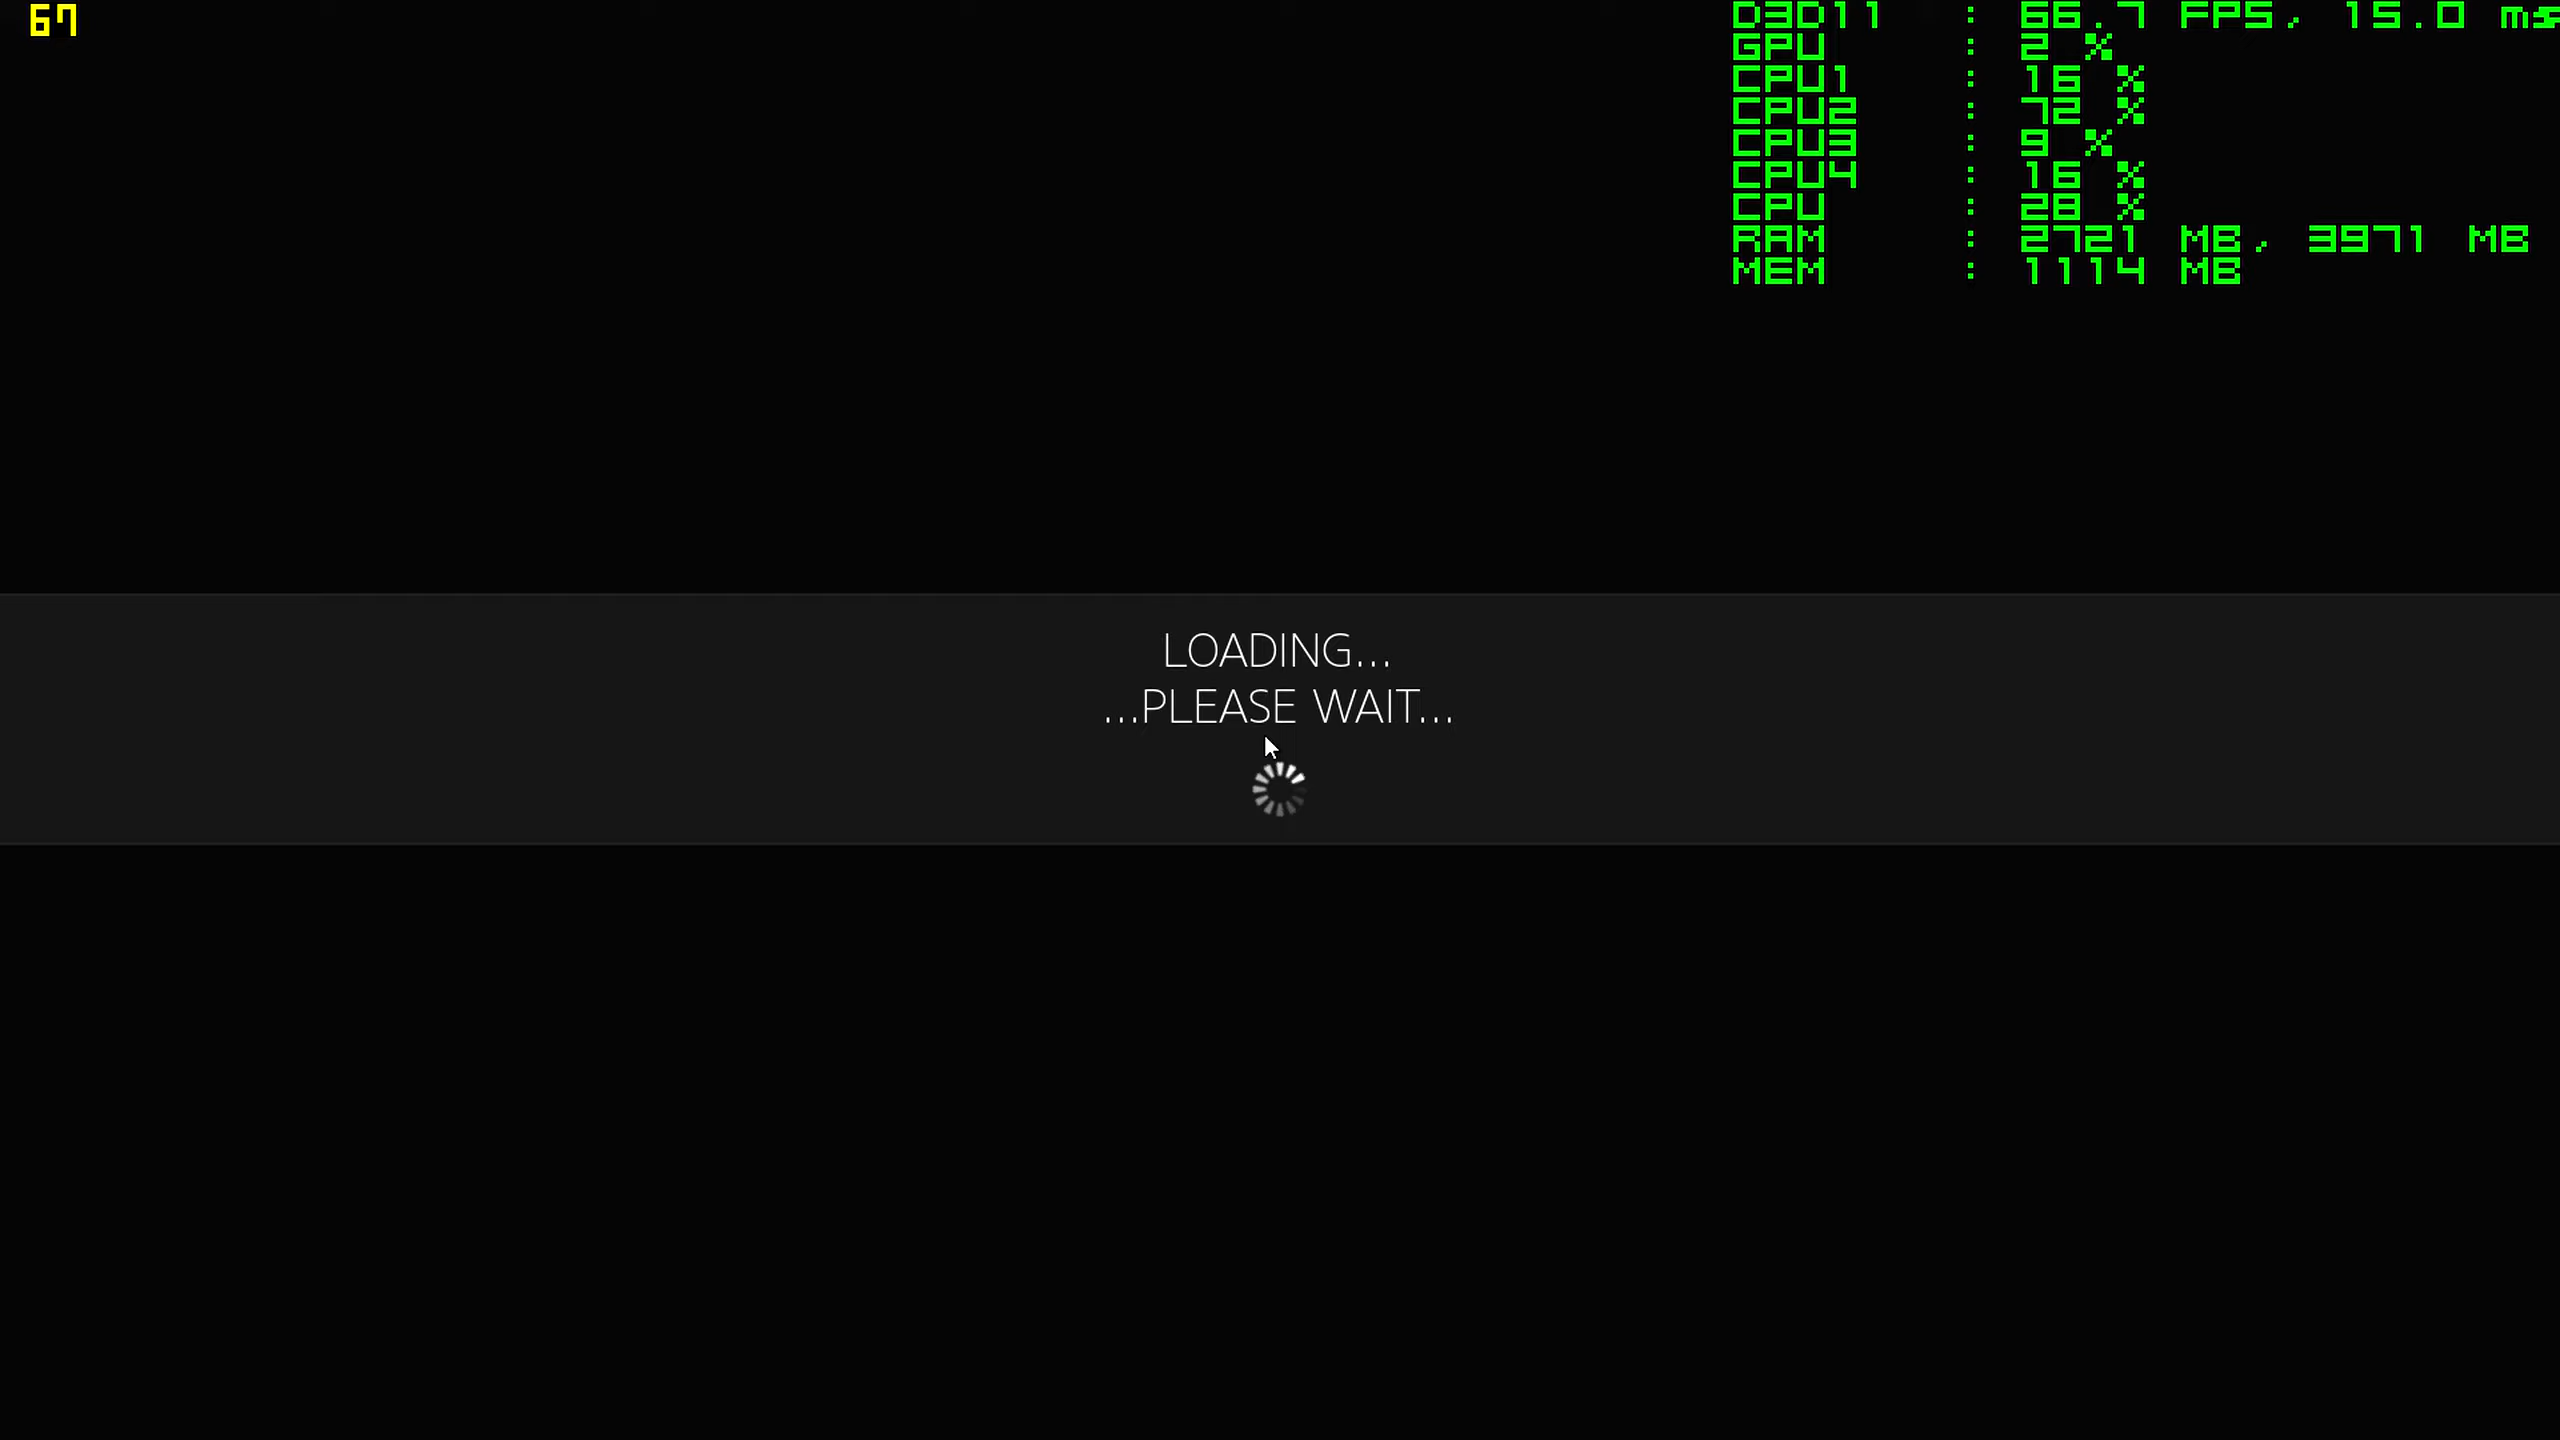 67
D3D11 : 66.7 FPS, 15.0 ms
GPU : 2 %
CPU1 : 16 %
CPU2 : 72 %
CPU3 : 9 %
CPU4 : 16 %
CPU : 28 %
RAM : 2721 MB, 3971 MB
MEM : 1114 MB
LOADING...
...PLEASE WAIT...